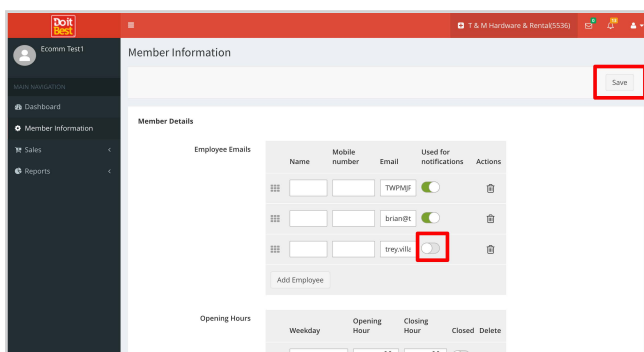 Do it
Best
T & M Hardware & Rental(5536)
Ecomm Test1
Member Information
Save
MAIN NAVIGATION
Dashboard
Member Information
Sales
Reports
Member Details
Employee Emails
Name Mobile number Email Used for notifications Actions
TWPMJF
brian@t
trey.villa
Add Employee
Opening Hours
Weekday Opening Hour Closing Hour Closed Delete